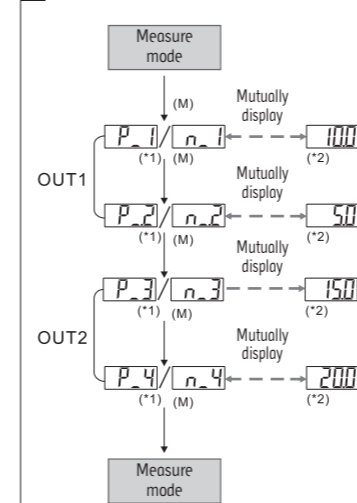 Measure
mode
(M)
Mutually
display
P_1 / n_1 10.0
(*1) (M) (*2)
OUT1
Mutually
display
P_2 / n_2 5.0
(*1) (M) (*2)
Mutually
display
P_3 / n_3 15.0
(*1) (M) (*2)
OUT2
Mutually
display
P_4 / n_4 20.0
(*1) (M) (*2)
Measure
mode